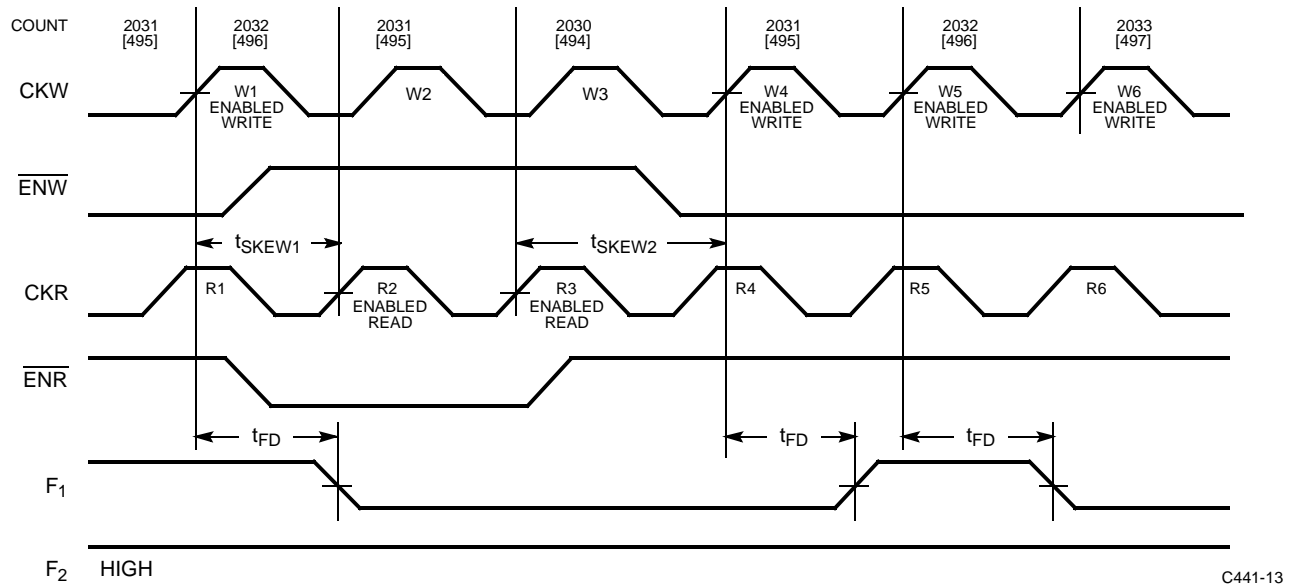 COUNT 2031 2032 2031 2030 2031 2032 2033
[495] [496] [495] [494] [495] [496] [497]
CKW W1 W2 W3 W4 W5 W6
ENABLED ENABLED ENABLED ENABLED
WRITE WRITE WRITE WRITE
ENW
tSKEW1 tSKEW2
CKR R1 R2 R3 R4 R5 R6
ENABLED ENABLED
READ READ
ENR
tFD tFD tFD
F1
F2 HIGH
C441-13